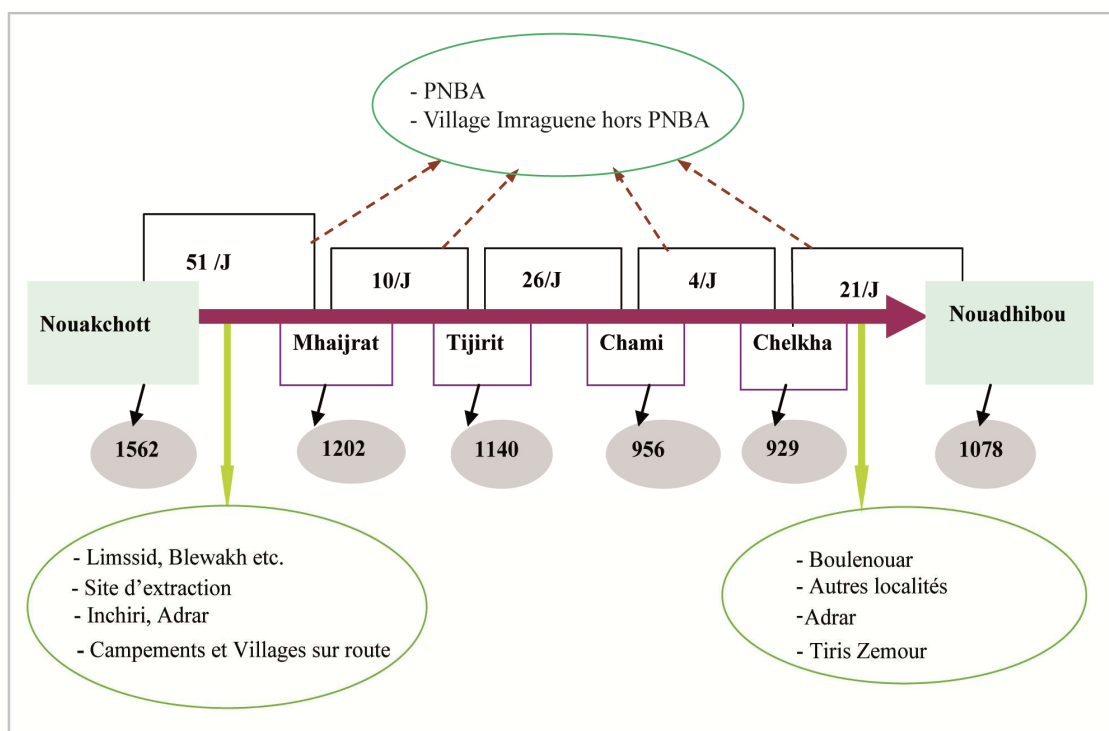 - PNBA
- Village Imraguene hors PNBA
51 /J
10/J
26/J
4/J
21/J
Nouakchott
Mhaijrat
Tijirit
Chami
Chelkha
Nouadhibou
1562
1202
1140
956
929
1078
- Limssid, Blewakh etc.
- Site d’extraction
- Inchiri, Adrar
- Campements et Villages sur route
- Boulenouar
- Autres localités
-Adrar
- Tiris Zemour